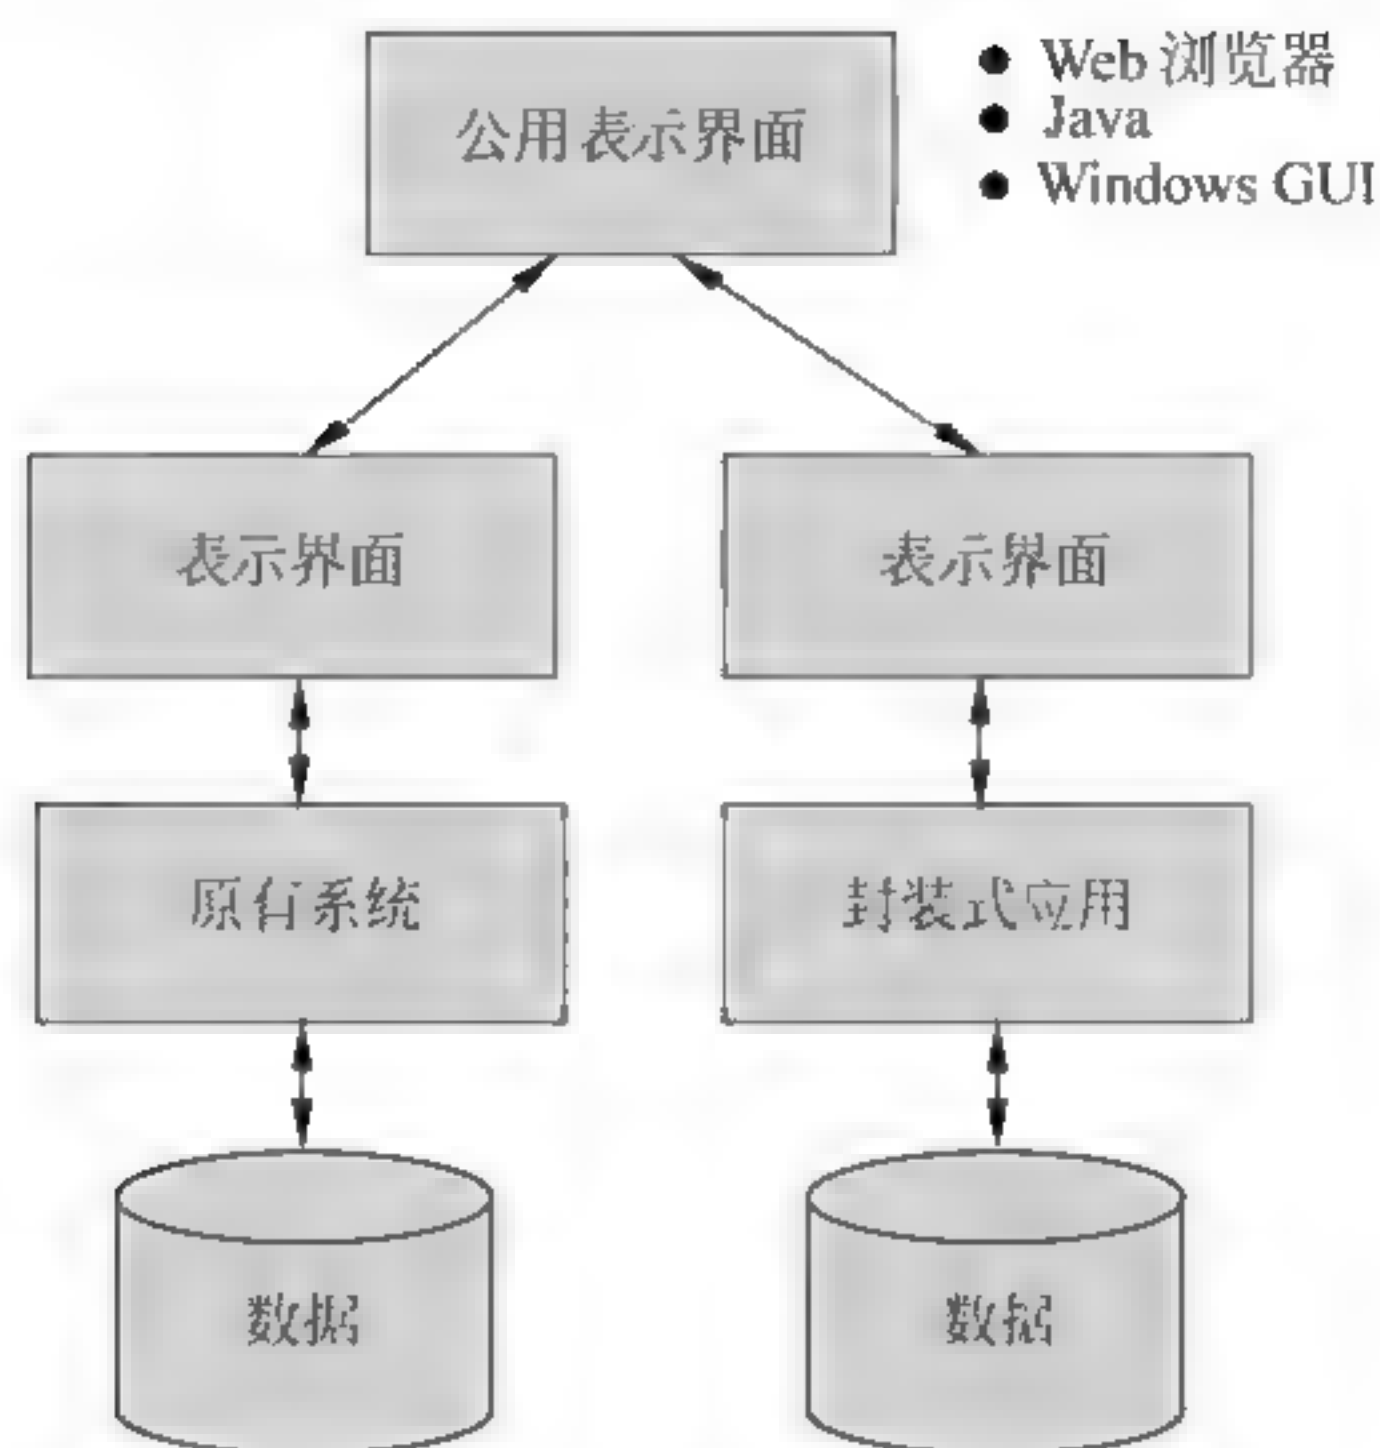 公用表示界面
● Web 浏览器
● Java
● Windows GUI
表示界面
表示界面
原有系统
封装式应用
数据
数据